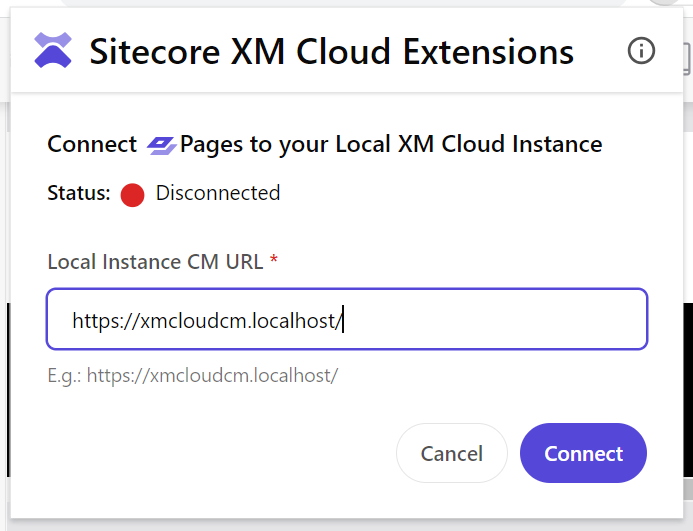 Sitecore XM Cloud Extensions
Connect Pages to your Local XM Cloud Instance
Status: Disconnected
Local Instance CM URL *
https://xmcloudcm.localhost/
E.g.: https://xmcloudcm.localhost/
Cancel Connect